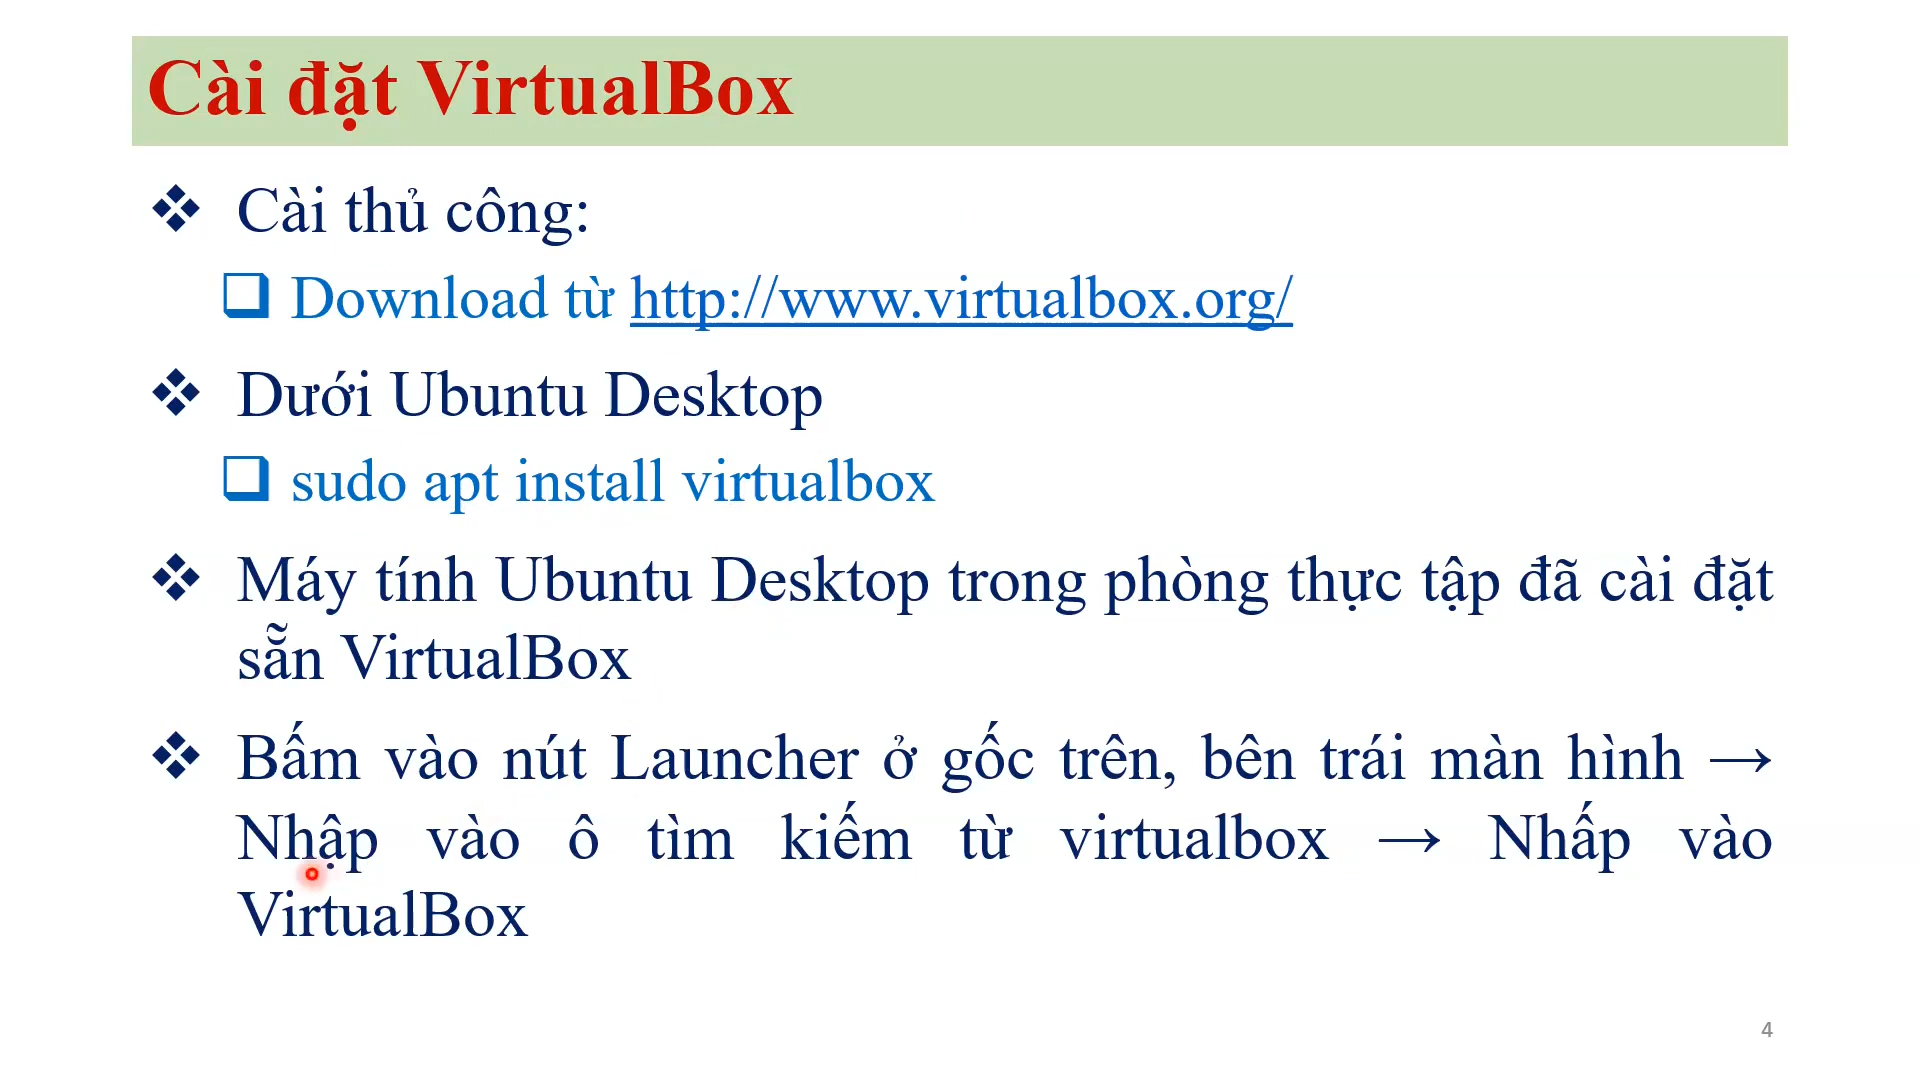 Cài đặt VirtualBox
Cài thủ công:
Download từ http://www.virtualbox.org/
Dưới Ubuntu Desktop
sudo apt install virtualbox
Máy tính Ubuntu Desktop trong phòng thực tập đã cài đặt
sẵn VirtualBox
Bấm vào nút Launcher ở gốc trên, bên trái màn hình →
Nhập vào ô tìm kiếm từ virtualbox → Nhấp vào
VirtualBox
4